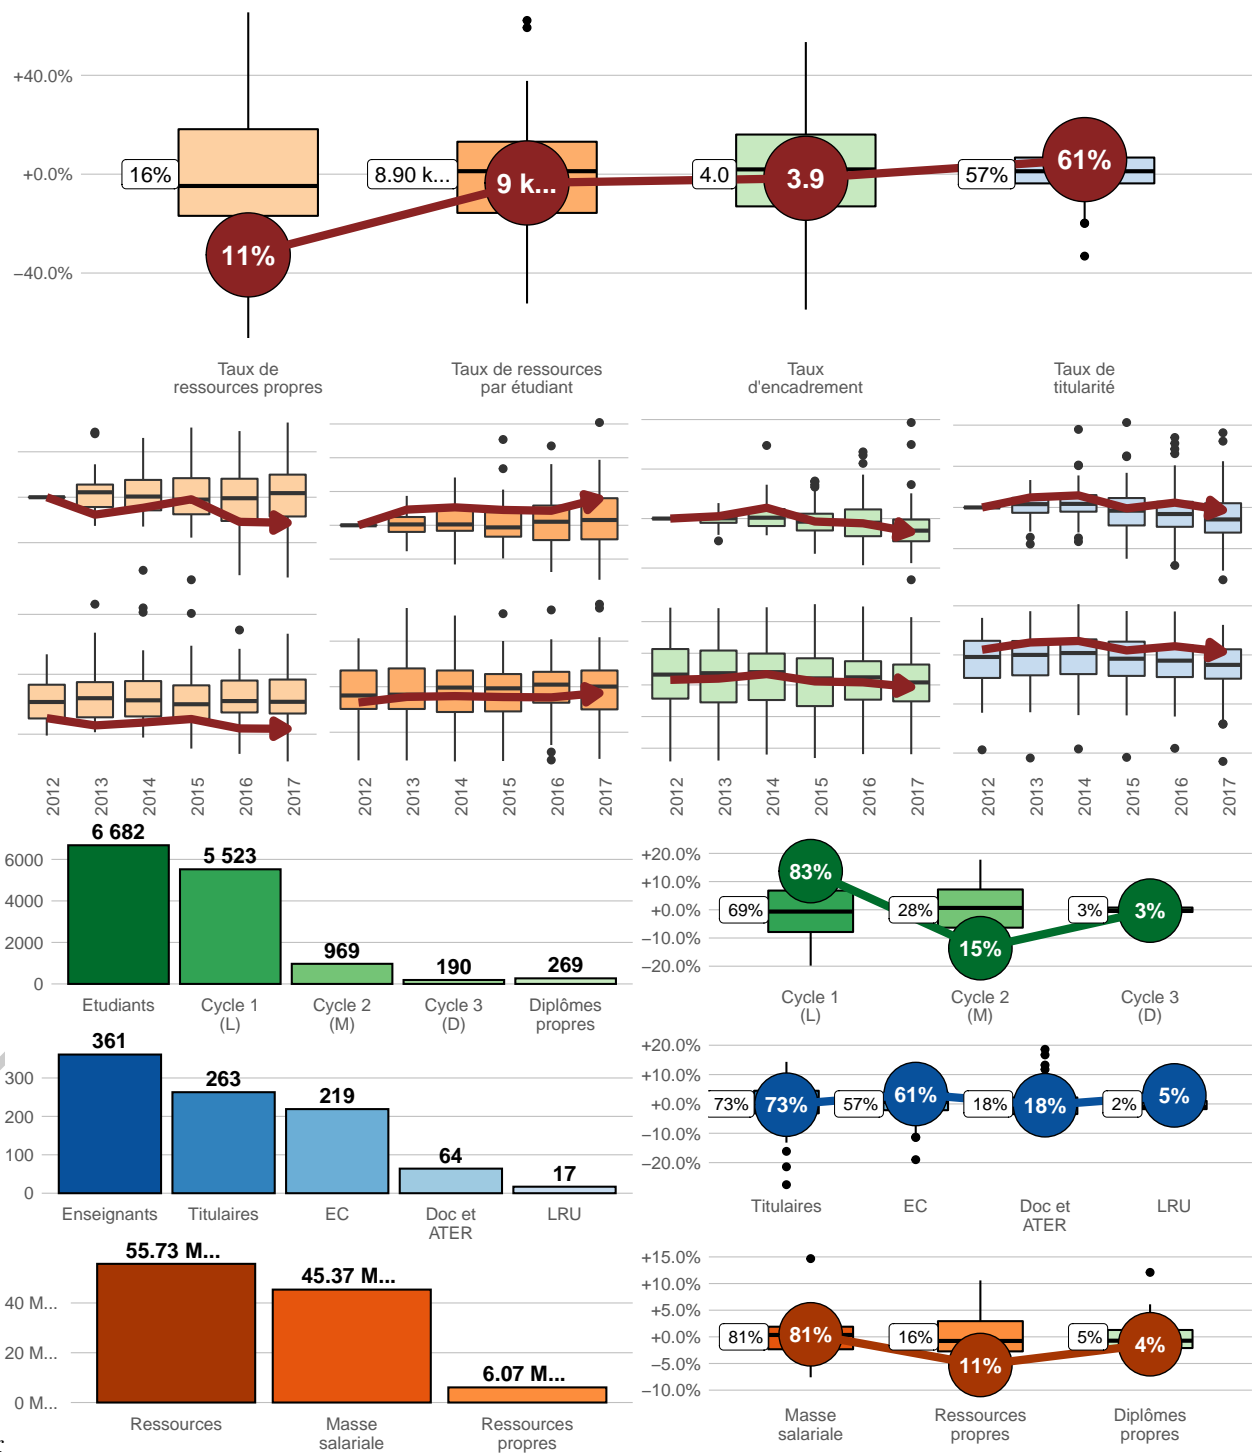 +40.0%
+0.0%
−40.0%
16%
8.90 k...
4.0
57%
11%
9 k...
3.9
61%
Taux de
ressources propres
Taux de ressources
par étudiant
Taux
d'encadrement
Taux de
titularité
2012
2013
2014
2015
2016
2017
2012
2013
2014
2015
2016
2017
2012
2013
2014
2015
2016
2017
2012
2013
2014
2015
2016
2017
6000
4000
2000
0
6 682
5 523
969
190
269
Etudiants
Cycle 1
(L)
Cycle 2
(M)
Cycle 3
(D)
Diplômes
propres
+20.0%
+10.0%
+0.0%
−10.0%
−20.0%
69%
83%
28%
15%
3%
3%
Cycle 1
(L)
Cycle 2
(M)
Cycle 3
(D)
300
200
100
0
361
263
219
64
17
Enseignants
Titulaires
EC
Doc et
ATER
LRU
+20.0%
+10.0%
+0.0%
−10.0%
−20.0%
73%
73%
57%
61%
18%
18%
2%
5%
Titulaires
EC
Doc et
ATER
LRU
40 M...
20 M...
0 M...
55.73 M...
45.37 M...
6.07 M...
Ressources
Masse
salariale
Ressources
propres
+15.0%
+10.0%
+5.0%
+0.0%
−5.0%
−10.0%
81%
81%
16%
11%
5%
4%
Masse
salariale
Ressources
propres
Diplômes
propres